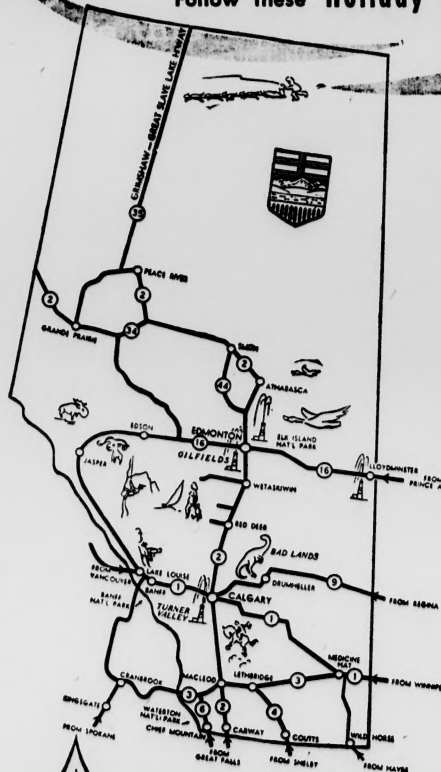 Follow these Holiday
GRIMSHAW—GREAT SLAVE LAKE HWAY
35
PEACE RIVER
2
2
GRANDE PRAIRIE
34
SMITH
2
44
ATHABASCA
EDSON
16
EDMONTON
ELK ISLAND
NAT'L PARK
OILFIELDS
JASPER
16
LLOYDMINSTER
FROM
PRINCE A
WETASKIWIN
RED DEER
2
BAD LANDS
FROM
VANCOUVER
LAKE LOUISE
1
BANFF
BANFF
NAT'L PARK
TURNER
VALLEY
DRUMHELLER
9
CALGARY
FROM REGINA
1
MEDICINE
HAT
1
FROM WINNIPE
CRANBROOK
MACLEOD
LETHBRIDGE
3
3
KINGSGATE
WATERTON
NAT'L PARK
6
2
4
CHIEF MOUNTAIN
CARWAY
COUTTS
WILD HORSE
FROM SPOKANE
FROM
GREAT FALLS
FROM SHELBY
FROM HAVRE